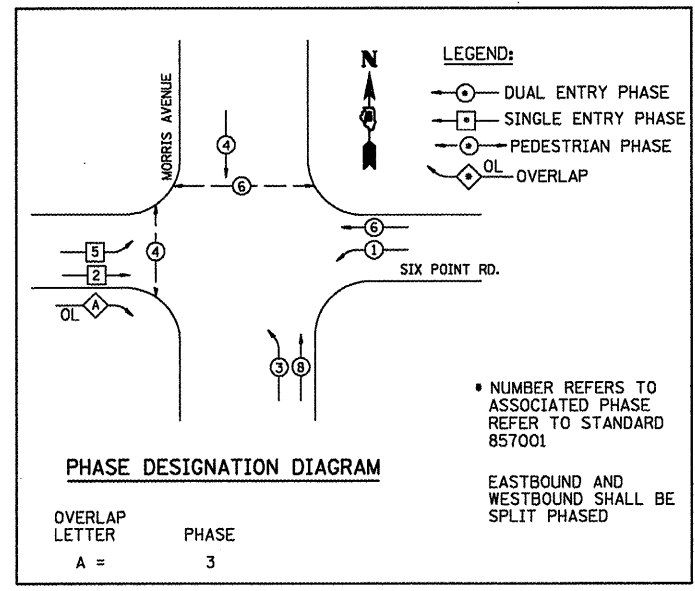 LEGEND:
N
MORRIS AVENUE
DUAL ENTRY PHASE
SINGLE ENTRY PHASE
PEDESTRIAN PHASE
OL
OVERLAP
4
6
6
1
5
4
2
SIX POINT RD.
A
OL
3
8
* NUMBER REFERS TO
ASSOCIATED PHASE
REFER TO STANDARD
857001
PHASE DESIGNATION DIAGRAM
EASTBOUND AND
WESTBOUND SHALL BE
SPLIT PHASED
OVERLAP
LETTER PHASE
A = 3